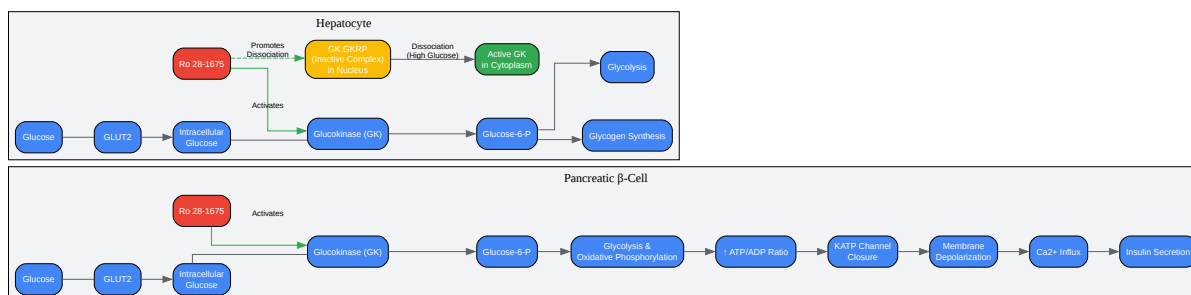 Hepatocyte
Promotes
Dissociation
Dissociation
(High Glucose)
Ro 28-1675
GK:GKRP
(Inactive Complex)
in Nucleus
Active GK
in Cytoplasm
Glycolysis
Activates
Glucose
GLUT2
Intracellular
Glucose
Glucokinase (GK)
Glucose-6-P
Glycogen Synthesis
Pancreatic β-Cell
Ro 28-1675
Activates
Glucokinase (GK)
Glucose-6-P
Glycolysis &
Oxidative Phosphorylation
↑ ATP/ADP Ratio
KATP Channel
Closure
Membrane
Depolarization
Ca2+ Influx
Insulin Secretion
Glucose
GLUT2
Intracellular
Glucose